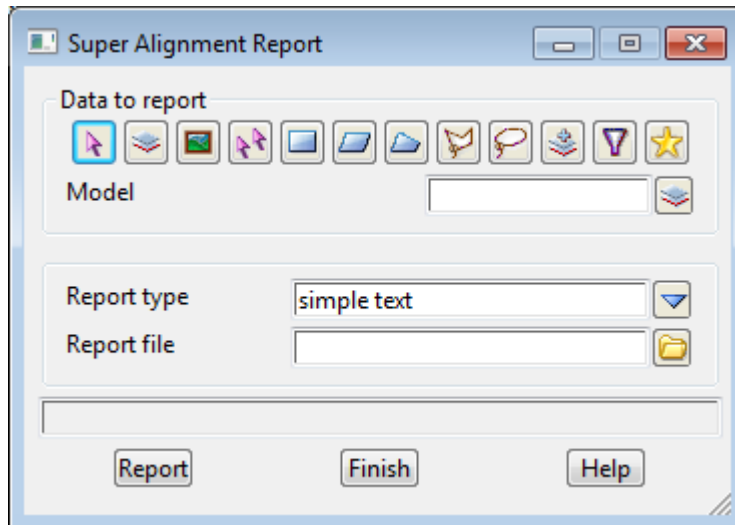 Super Alignment Report
Data to report
Model
Report type simple text
Report file
Report Finish Help